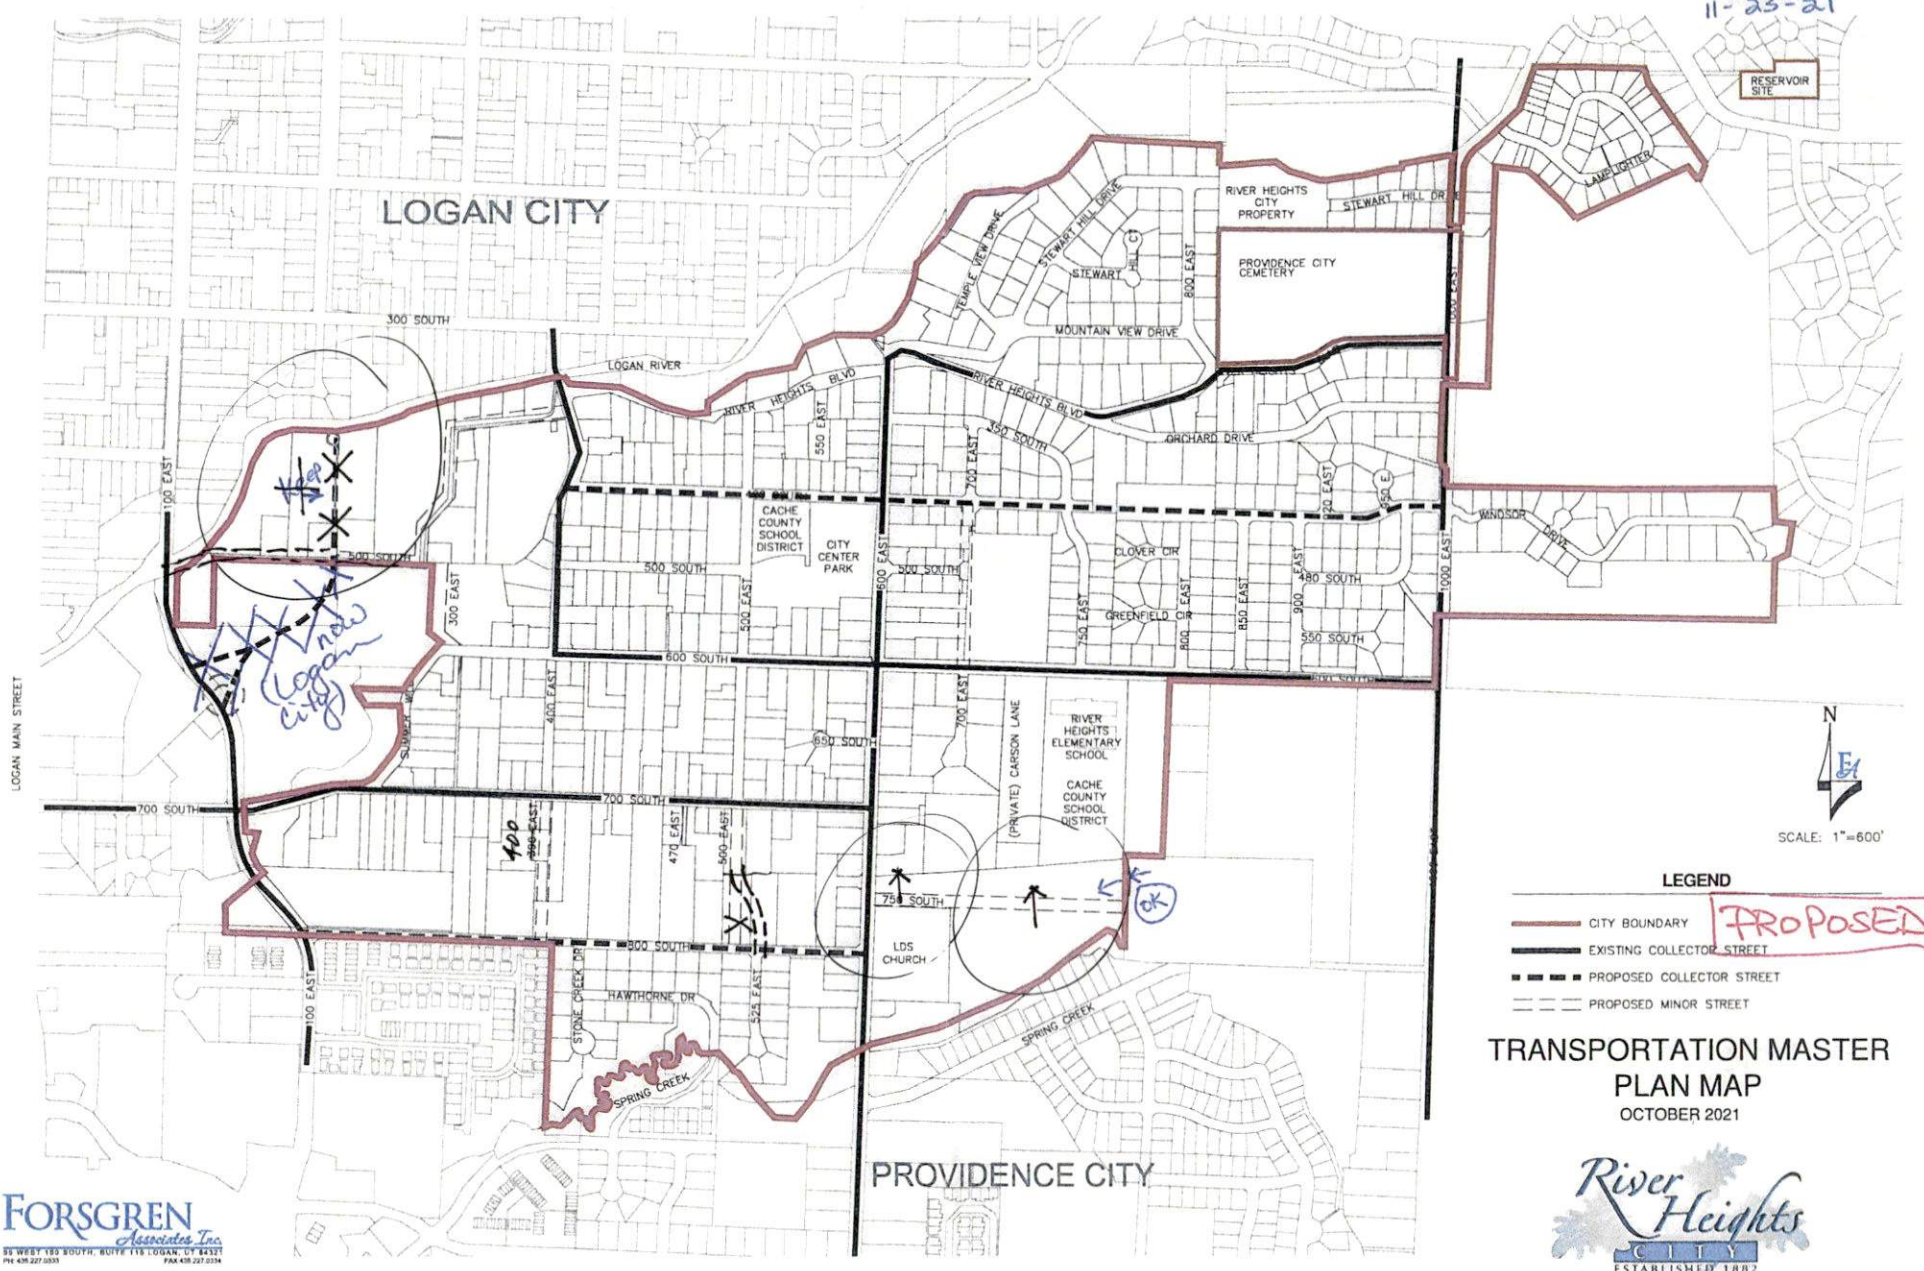 11-23-21
RESERVOIR
SITE
LAMPLIGHTER
LOGAN CITY
RIVER HEIGHTS
CITY
PROPERTY
STEWART HILL DR
TEMPLE VIEW DRIVE
STEWART HILL DRIVE
STEWART
HILL CT
800 EAST
PROVIDENCE CITY
CEMETERY
1000 EAST
300 SOUTH
MOUNTAIN VIEW DRIVE
LOGAN RIVER
RIVER HEIGHTS BLVD
RIVER HEIGHTS BLVD
550 EAST
350 SOUTH
700 EAST
ORCHARD DRIVE
100 EAST
Keep
920 EAST
950 E
CACHE
COUNTY
SCHOOL
DISTRICT
CITY
CENTER
PARK
WINDSOR
DRIVE
500 SOUTH
500 SOUTH
500 SOUTH
600 EAST
CLOVER CIR
480 SOUTH
1000 EAST
300 EAST
500 EAST
750 EAST
GREENFIELD CIR
800 EAST
850 EAST
900 EAST
550 SOUTH
now
(Logan
City)
600 SOUTH
600 SOUTH
LOGAN MAIN STREET
400 EAST
700 EAST
650 SOUTH
(PRIVATE) CARSON LANE
RIVER
HEIGHTS
ELEMENTARY
SCHOOL
CACHE
COUNTY
SCHOOL
DISTRICT
N
SCALE: 1"=600'
700 SOUTH
700 SOUTH
400
390 EAST
470 EAST
500 EAST
750 SOUTH
OK
LDS
CHURCH
800 SOUTH
STONE CREEK DR
HAWTHORNE DR
525 EAST
100 EAST
SPRING CREEK
SPRING CREEK
PROVIDENCE CITY
LEGEND
CITY BOUNDARY
PROPOSED
EXISTING COLLECTOR STREET
PROPOSED COLLECTOR STREET
PROPOSED MINOR STREET
TRANSPORTATION MASTER
PLAN MAP
OCTOBER 2021
River
Heights
CITY
ESTABLISHED 1882
FORSGREN
Associates Inc.